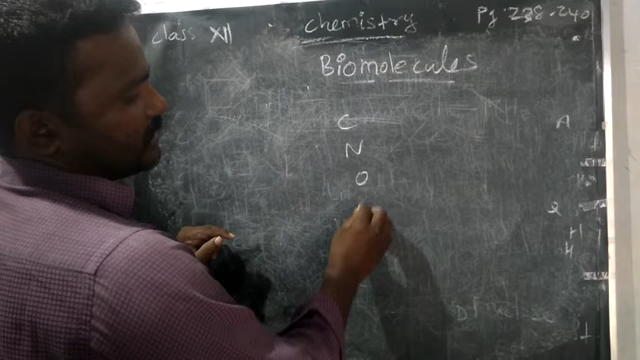 class XII
chemistry
Pg. 238-240
Biomolecules
C
N
O
A